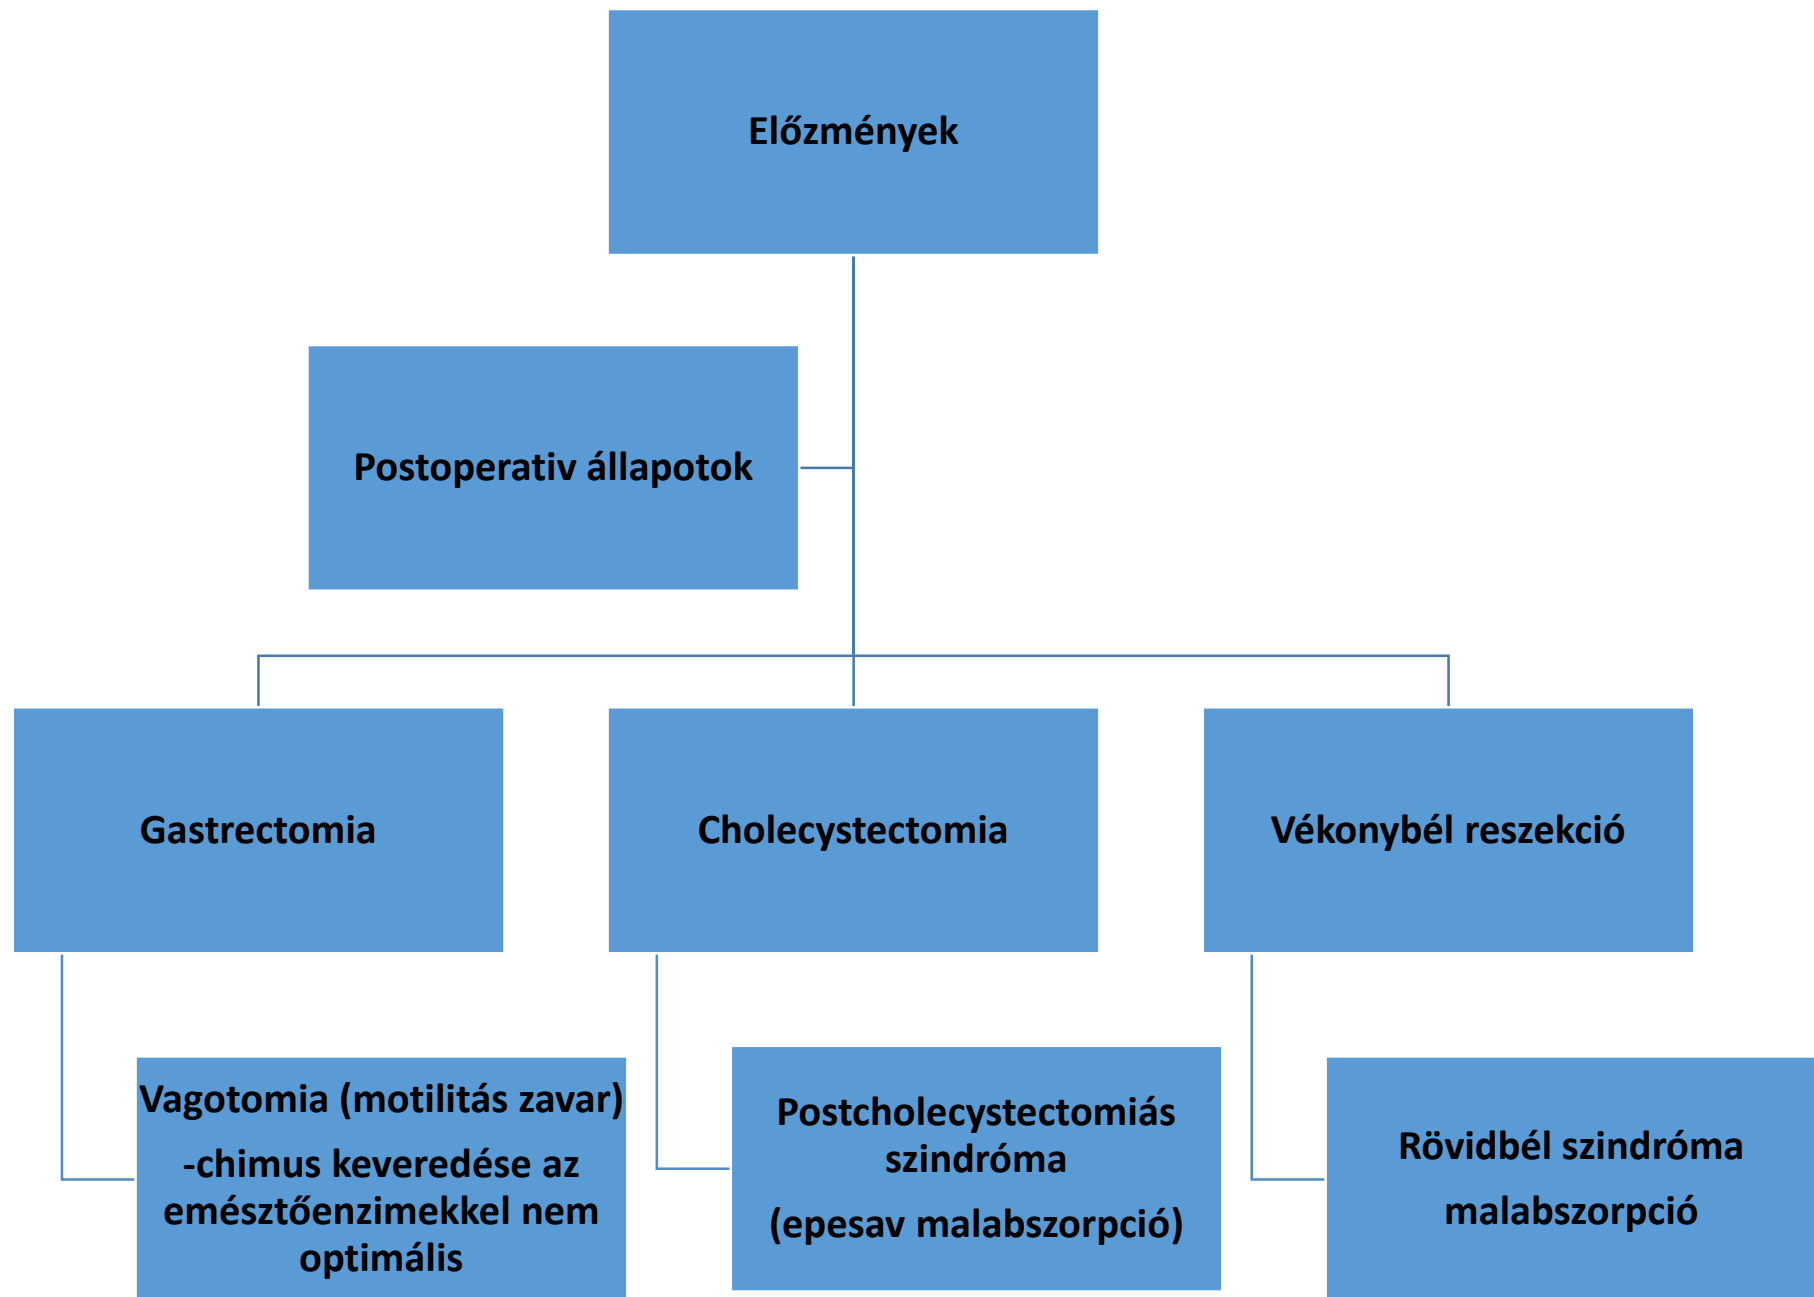 Előzmények
Postoperativ állapotok
Gastrectomia
Cholecystectomia
Vékonybél reszekció
Vagotomia (motilitás zavar)
-chimus keveredése az
emésztőenzimekkel nem
optimális
Postcholecystectomiás
szindróma
(epesav malabszorpció)
Rövidbél szindróma
malabszorpció